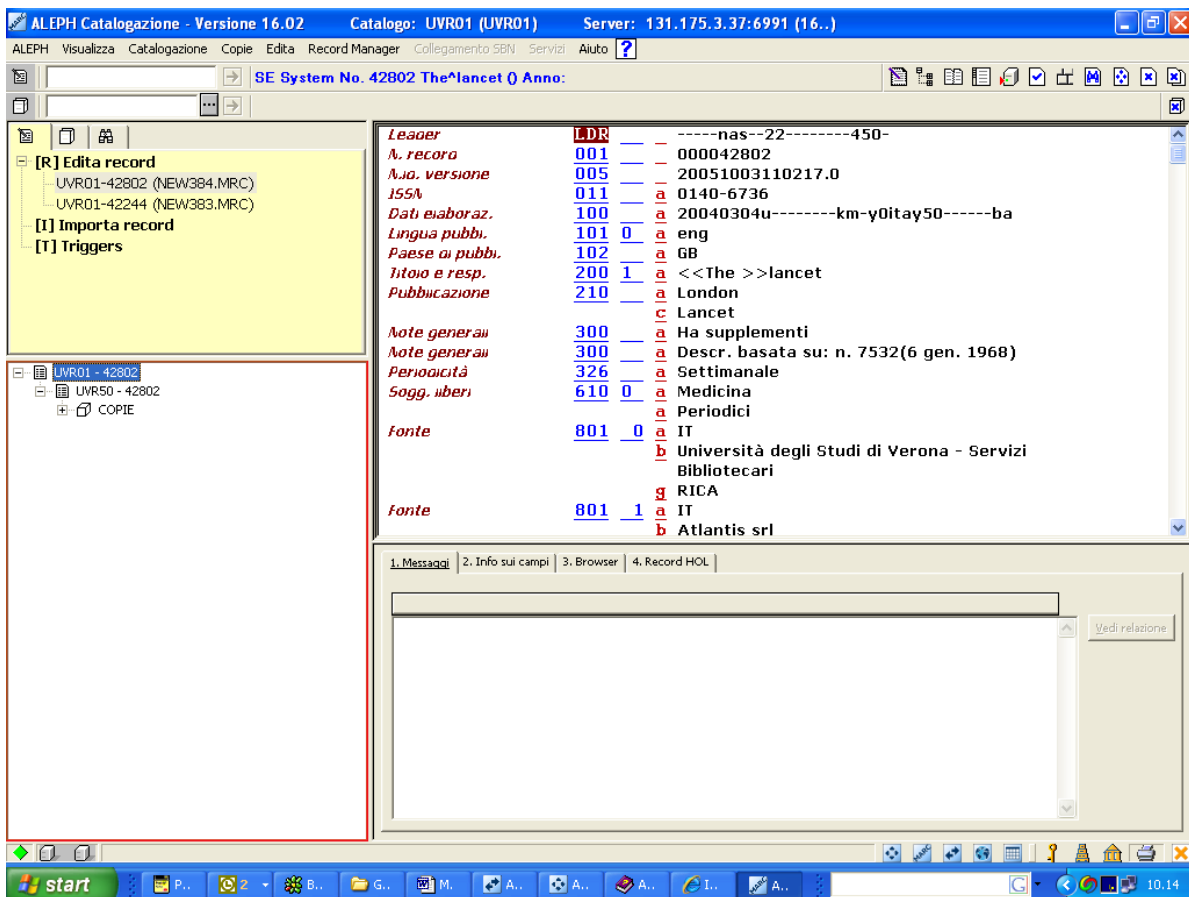 ALEPH Catalogazione - Versione 16.02 Catalogo: UVR01 (UVR01) Server: 131.175.3.37:6991 (16..)
ALEPH Visualizza Catalogazione Copie Edita Record Manager Collegamento SBN Servizi Aiuto ?
SE System No. 42802 The^lancet () Anno:
...
[R] Edita record
UVR01-42802 (NEW384.MRC)
UVR01-42244 (NEW383.MRC)
[I] Importa record
[T] Triggers
UVR01 - 42802
UVR50 - 42802
COPIE
Leader LDR -----nas--22--------450-
N. record 001 000042802
005 20051003110217.0
ISSN 011 a 0140-6736
Dati elaboraz. 100 a 20040304u--------km-y0itay50------ba
Lingua pubbl. 101 0 a eng
Paese di pubbl. 102 a GB
Titolo e resp. 200 1 a <<The >>lancet
Pubblicazione 210 a London
c Lancet
Note generali 300 a Ha supplementi
Note generali 300 a Descr. basata su: n. 7532(6 gen. 1968)
Periodicità 326 a Settimanale
Sogg. liberi 610 0 a Medicina
a Periodici
Fonte 801 0 a IT
b Università degli Studi di Verona - Servizi
Bibliotecari
g RICA
Fonte 801 1 a IT
b Atlantis srl
1. Messaggi 2. Info sui campi 3. Browser 4. Record HOL
Vedi relazione
start P.. 2 B.. G.. M. A.. A.. A.. I.. A.. G 10.14